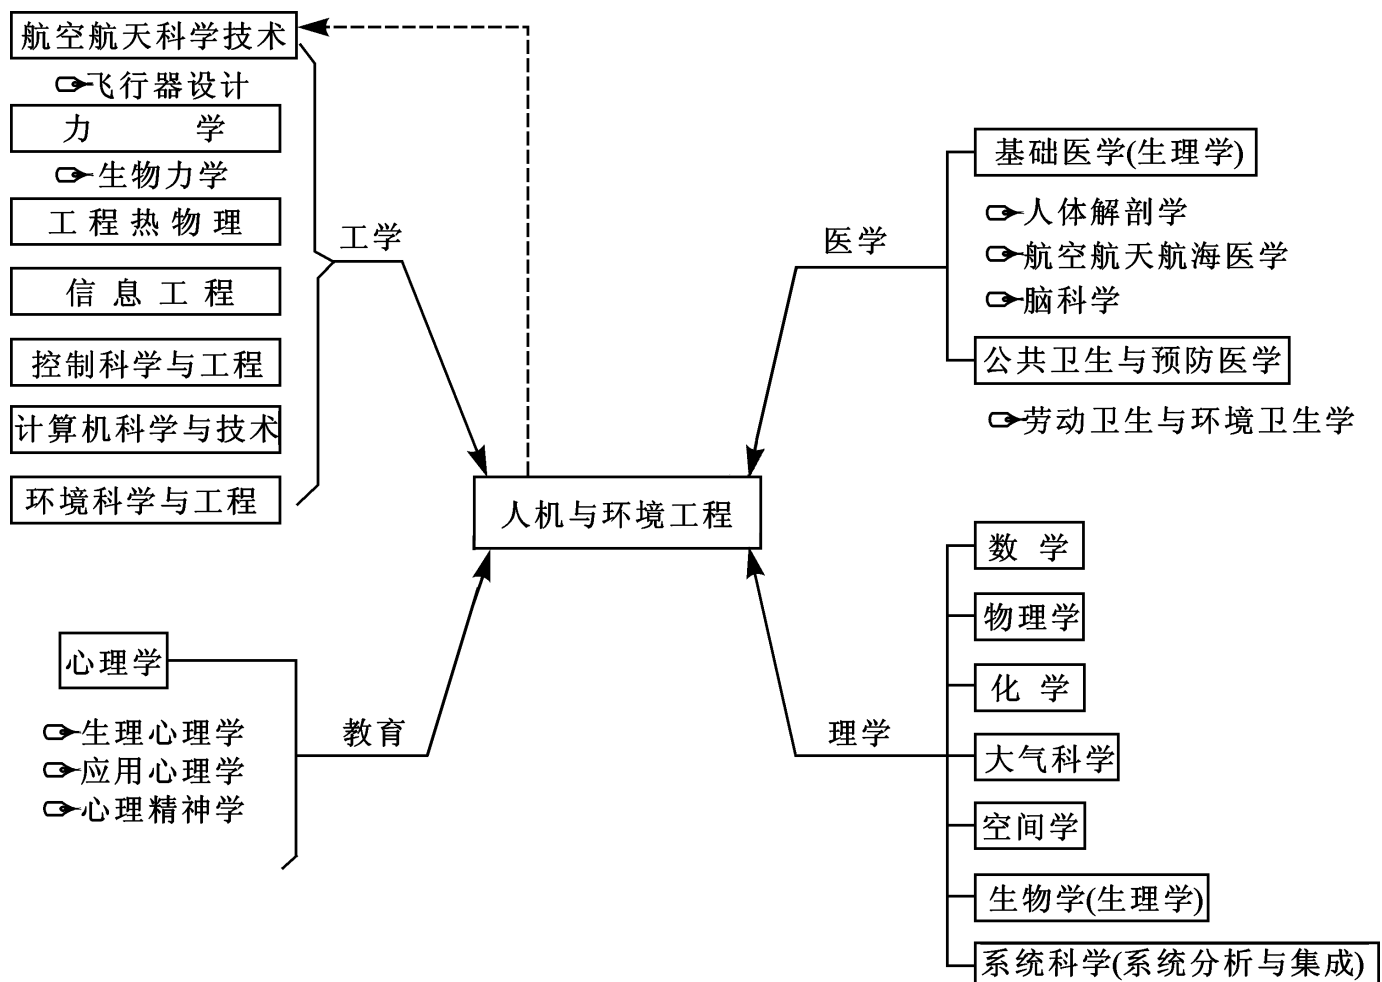 航空航天科学技术
飞行器设计
力 学
生物力学
工程热物理
信息工程
控制科学与工程
计算机科学与技术
环境科学与工程
工学
医学
基础医学(生理学)
人体解剖学
航空航天航海医学
脑科学
公共卫生与预防医学
劳动卫生与环境卫生学
人机与环境工程
心理学
生理心理学
应用心理学
心理精神学
教育
理学
数 学
物理学
化 学
大气科学
空间学
生物学(生理学)
系统科学(系统分析与集成)